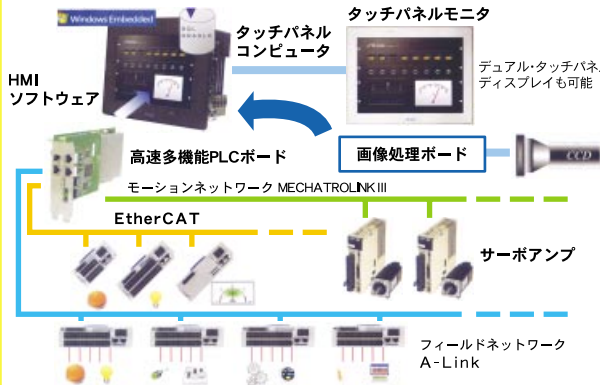 Windows Embedded
SQL
タッチパネル
コンピュータ
タッチパネルモニタ
デュアル・タッチパネル
ディスプレイも可能
HMI
ソフトウェア
高速多機能PLCボード
画像処理ボード
CCD
モーションネットワーク MECHATROLINK III
EtherCAT
サーボアンプ
フィールドネットワーク
A-Link